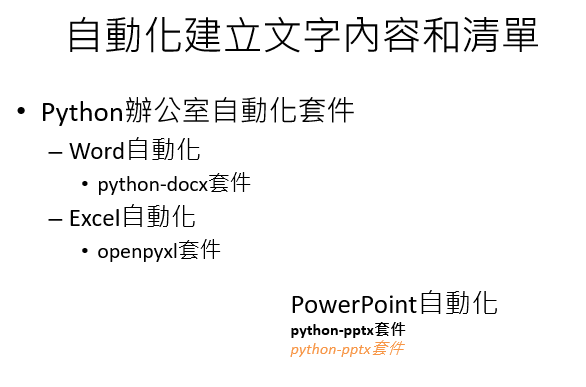 自動化建立文字內容和清單
• Python辦公室自動化套件
– Word自動化
• python-docx套件
– Excel自動化
• openpyxl套件
PowerPoint自動化
python-pptx套件
python-pptx套件